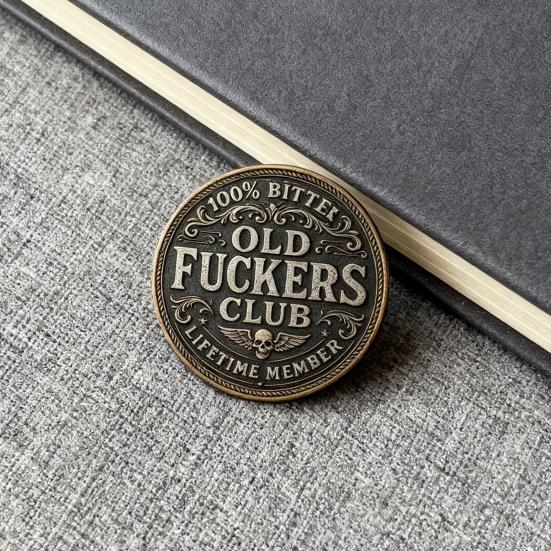 100% BITTER
OLD
FUCKERS
CLUB
LIFETIME MEMBER